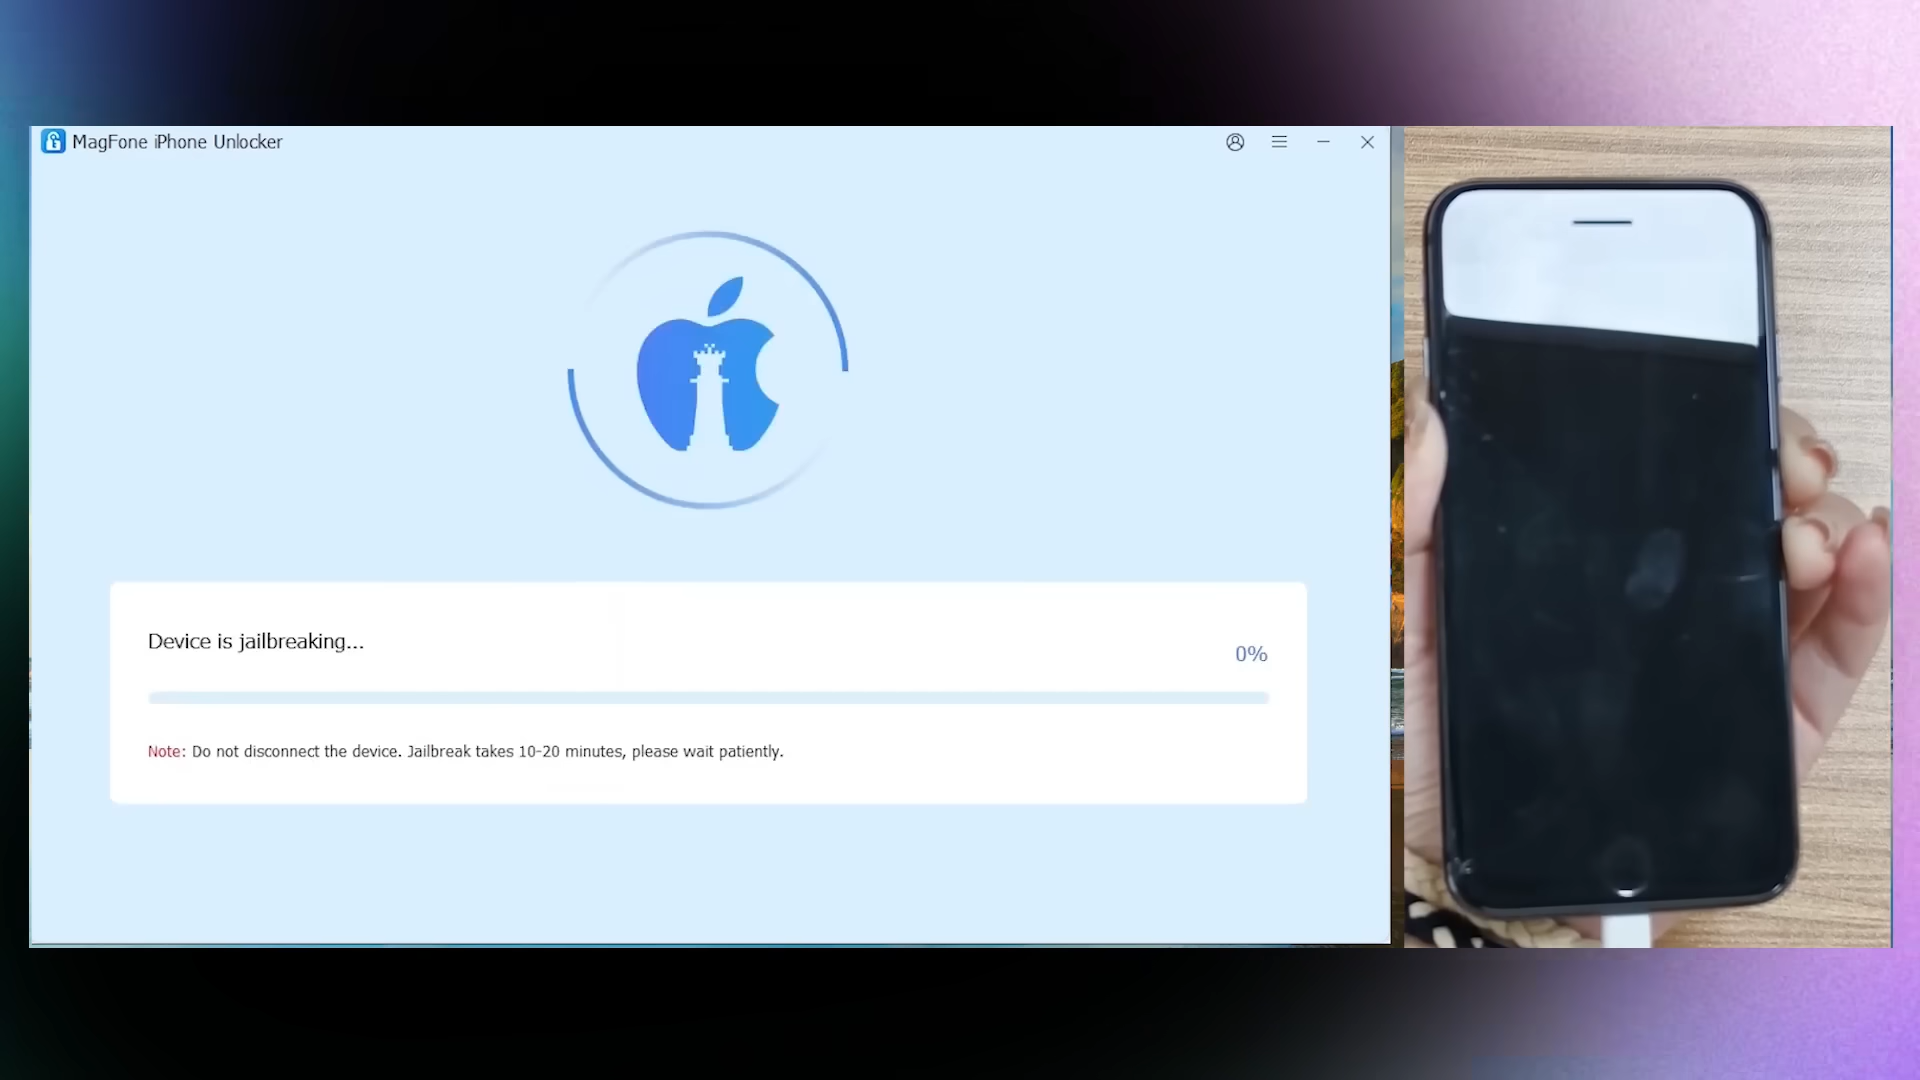 MagFone iPhone Unlocker
Device is jailbreaking...
0%
Note: Do not disconnect the device. Jailbreak takes 10-20 minutes, please wait patiently.